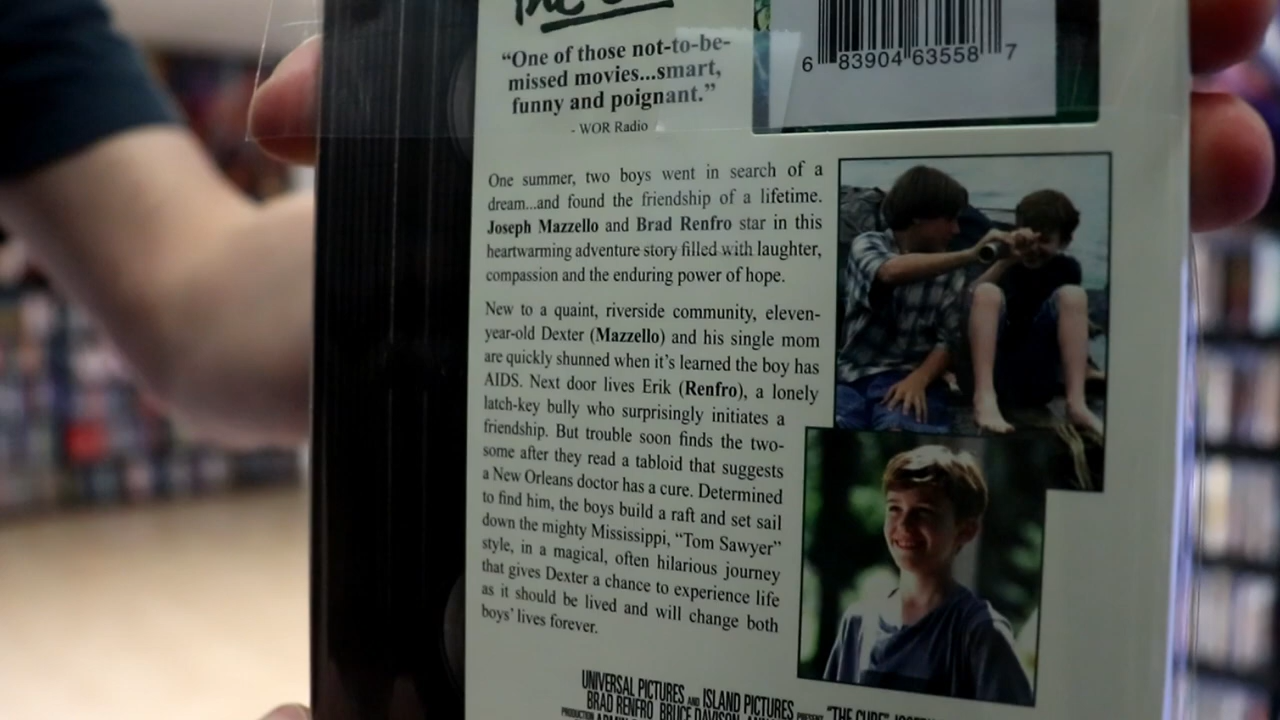 The
"One of those not-to-be-
missed movies...smart,
funny and poignant."
- WOR Radio
6 83904 63558 7
One summer, two boys went in search of a
dream...and found the friendship of a lifetime.
Joseph Mazzello and Brad Renfro star in this
heartwarming adventure story filled with laughter,
compassion and the enduring power of hope.
New to a quaint, riverside community, eleven-
year-old Dexter (Mazzello) and his single mom
are quickly shunned when it's learned the boy has
AIDS. Next door lives Erik (Renfro), a lonely
latch-key bully who surprisingly initiates a
friendship. But trouble soon finds the two-
some after they read a tabloid that suggests
a New Orleans doctor has a cure. Determined
to find him, the boys build a raft and set sail
down the mighty Mississippi, "Tom Sawyer"
style, in a magical, often hilarious journey
that gives Dexter a chance to experience life
as it should be lived and will change both
boys' lives forever.
UNIVERSAL PICTURES AND ISLAND PICTURES PRESENT "THE CURE"
BRAD RENFRO BRUCE DAVISON
PRODUCTION